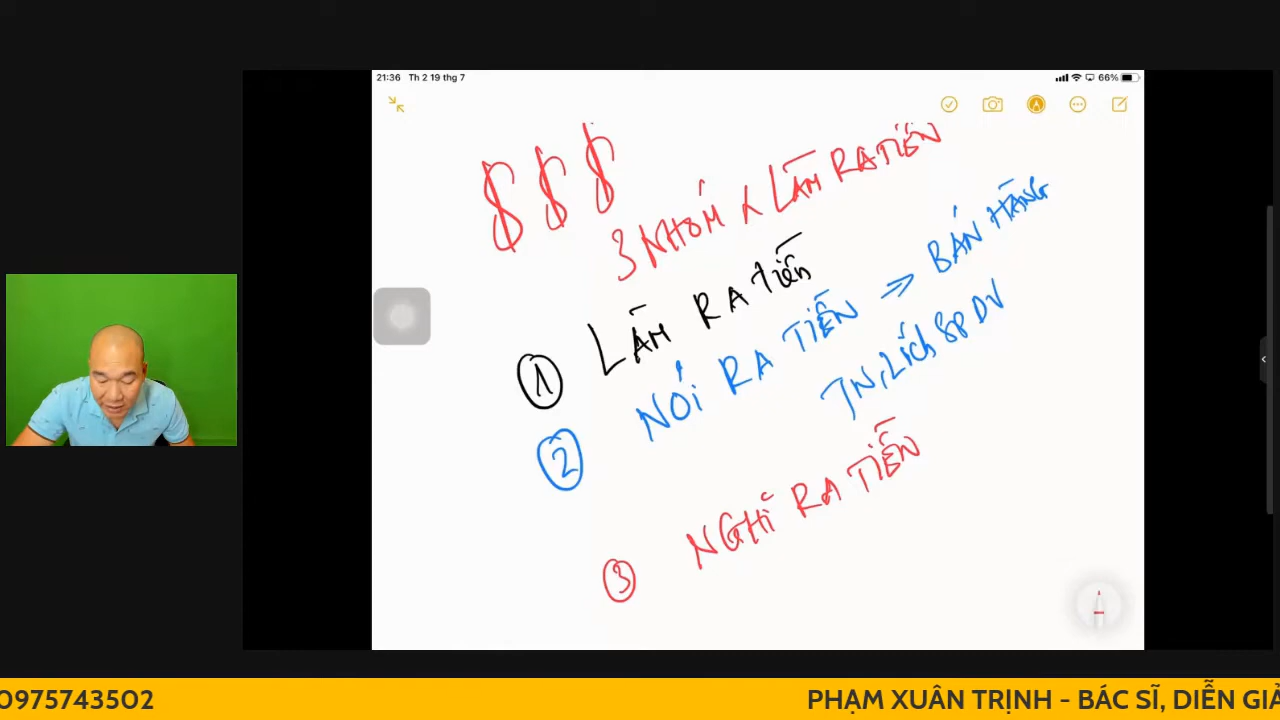 21:36 Th 2 19 thg 7
66%
$ $ $
3 NHÓM LÀM RA TIỀN
① LÀM RA tiền
② NÓI RA TIỀN => BÁN HÀNG
TN, Lích SP DV
③ NGHĨ RA TIỀN
0975743502
PHẠM XUÂN TRỊNH - BÁC SĨ, DIỄN GIẢ